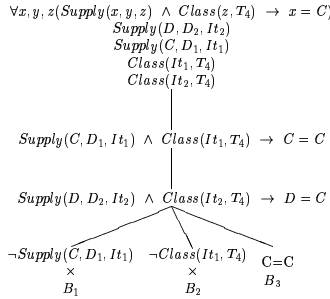 ∀x, y, z(Supply(x, y, z) ∧ Class(z, T₄) → x = C)
Supply(D, D₂, It₂)
Supply(C, D₁, It₁)
Class(It₁, T₄)
Class(It₂, T₄)
Supply(C, D₁, It₁) ∧ Class(It₁, T₄) → C = C
Supply(D, D₂, It₂) ∧ Class(It₂, T₄) → D = C
¬Supply(C, D₁, It₁) ¬Class(It₁, T₄) C=C
× ×
B₁ B₂ B₃